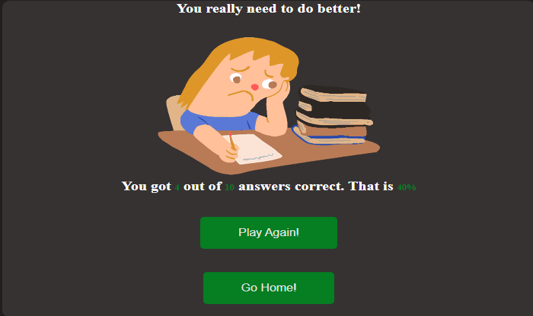 You really need to do better!
You got 4 out of 10 answers correct. That is 40%
Play Again!
Go Home!